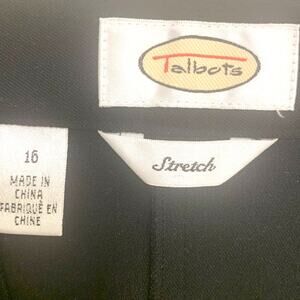 Talbots
Stretch
16
MADE IN
CHINA
FABRIQUÉ EN
CHINE